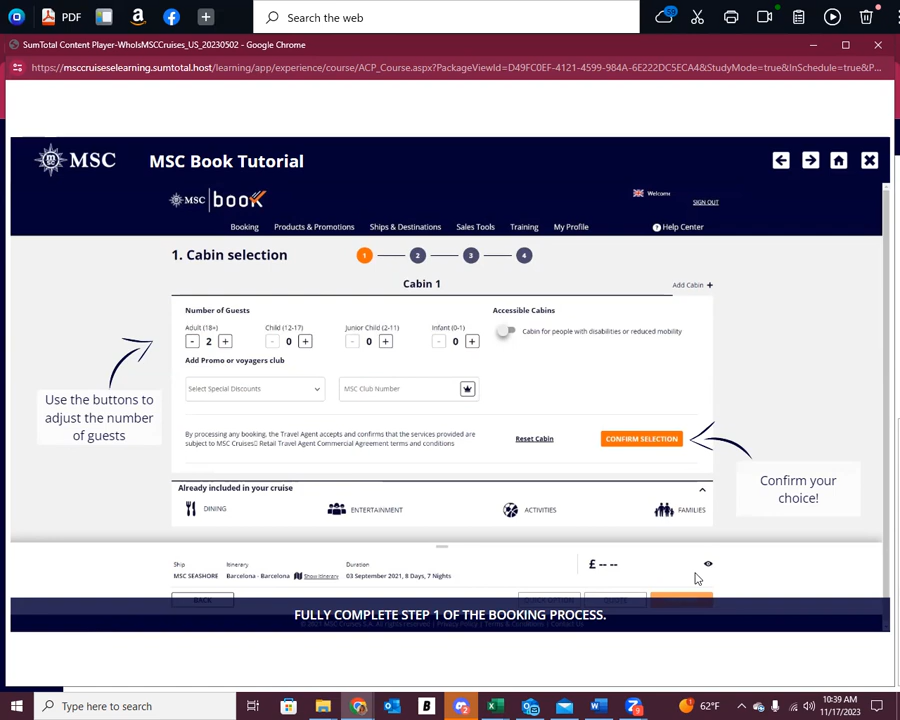 PDF
Search the web
SumTotal Content Player-WhoIsMSCCruises_US_20230502 - Google Chrome
https://msccruiseselearning.sumtotal.host/learning/app/experience/course/ACP_Course.aspx?PackageViewId=D49FC0EF-4121-4599-984A-6E222DC5ECA4&StudyMode=true&InSchedule=true&P...
MSC MSC Book Tutorial
MSC book
Welcome
SIGN OUT
Booking Products & Promotions Ships & Destinations Sales Tools Training My Profile ? Help Center
1. Cabin selection 1 2 3 4
Cabin 1
Add Cabin +
Number of Guests
Accessible Cabins
Adult (18+) Child (12-17) Junior Child (2-11) Infant (0-1)
Cabin for people with disabilities or reduced mobility
- 2 + - 0 + - 0 + - 0 +
Add Promo or voyagers club
Select Special Discounts
MSC Club Number
Use the buttons to
adjust the number
of guests
By processing any booking, the Travel Agent accepts and confirms that the services provided are
subject to MSC Cruises Retail Travel Agent Commercial Agreement terms and conditions
Reset Cabin
CONFIRM SELECTION
Confirm your
choice!
Already included in your cruise
DINING ENTERTAINMENT ACTIVITIES FAMILIES
Ship Itinerary Duration
£ -- --
MSC SEASHORE Barcelona - Barcelona Show itinerary 03 September 2021, 8 Days, 7 Nights
BACK
FULLY COMPLETE STEP 1 OF THE BOOKING PROCESS.
Type here to search
B
62°F
10:39 AM
11/17/2023